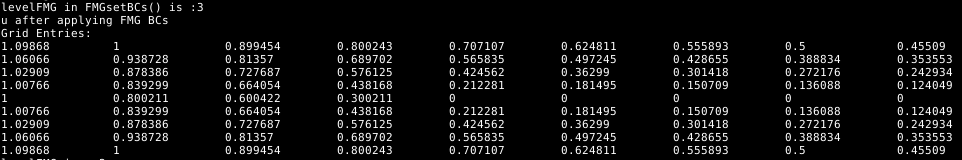 levelFMG in FMGsetBCs() is :3
u after applying FMG BCs
Grid Entries:
1.09868 1 0.899454 0.800243 0.707107 0.624811 0.555893 0.5 0.45509
1.06066 0.938728 0.81357 0.689702 0.565835 0.497245 0.428655 0.388834 0.353553
1.02909 0.878386 0.727687 0.576125 0.424562 0.36299 0.301418 0.272176 0.242934
1.00766 0.839299 0.664054 0.438168 0.212281 0.181495 0.150709 0.136088 0.124049
1 0.800211 0.600422 0.300211 0 0 0 0 0
1.00766 0.839299 0.664054 0.438168 0.212281 0.181495 0.150709 0.136088 0.124049
1.02909 0.878386 0.727687 0.576125 0.424562 0.36299 0.301418 0.272176 0.242934
1.06066 0.938728 0.81357 0.689702 0.565835 0.497245 0.428655 0.388834 0.353553
1.09868 1 0.899454 0.800243 0.707107 0.624811 0.555893 0.5 0.45509